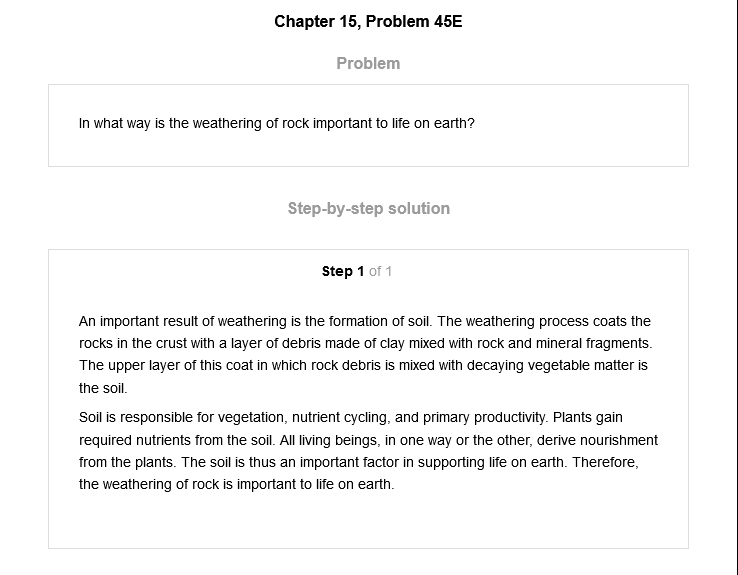 Chapter 15, Problem 45E
Problem
In what way is the weathering of rock important to life on earth?
Step-by-step solution
Step 1 of 1
An important result of weathering is the formation of soil. The weathering process coats the
rocks in the crust with a layer of debris made of clay mixed with rock and mineral fragments.
The upper layer of this coat in which rock debris is mixed with decaying vegetable matter is
the soil.
Soil is responsible for vegetation, nutrient cycling, and primary productivity. Plants gain
required nutrients from the soil. All living beings, in one way or the other, derive nourishment
from the plants. The soil is thus an important factor in supporting life on earth. Therefore,
the weathering of rock is important to life on earth.